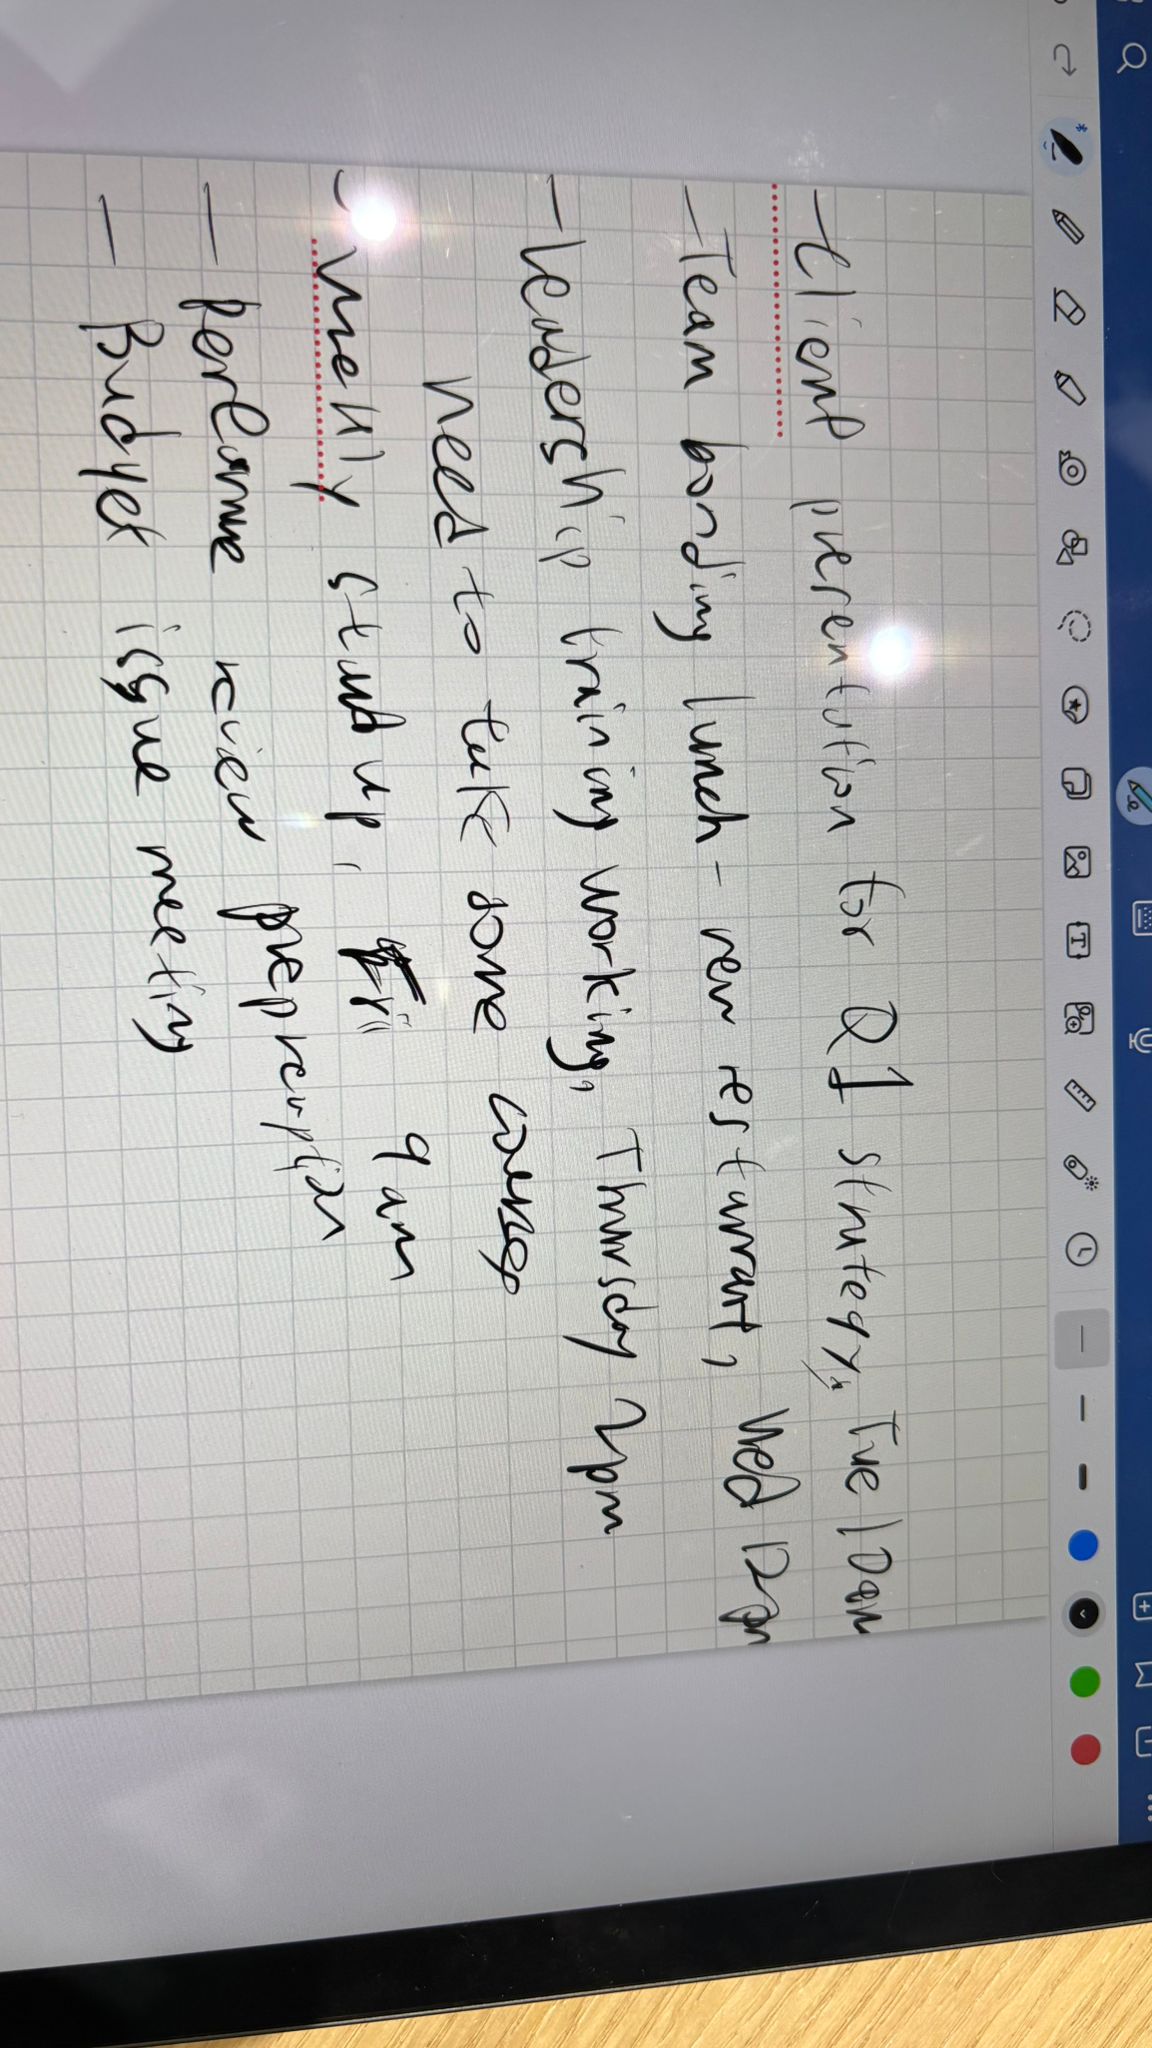 - Client presentation for Q1 strategy, Tue 10am
- Team bonding lunch - new restaurant, Wed 12pm
- Leadership training working, Thursday 2pm
need to take some
- weekly stand up, Fri 9am
- Performance review preparation
- Budget issue meeting